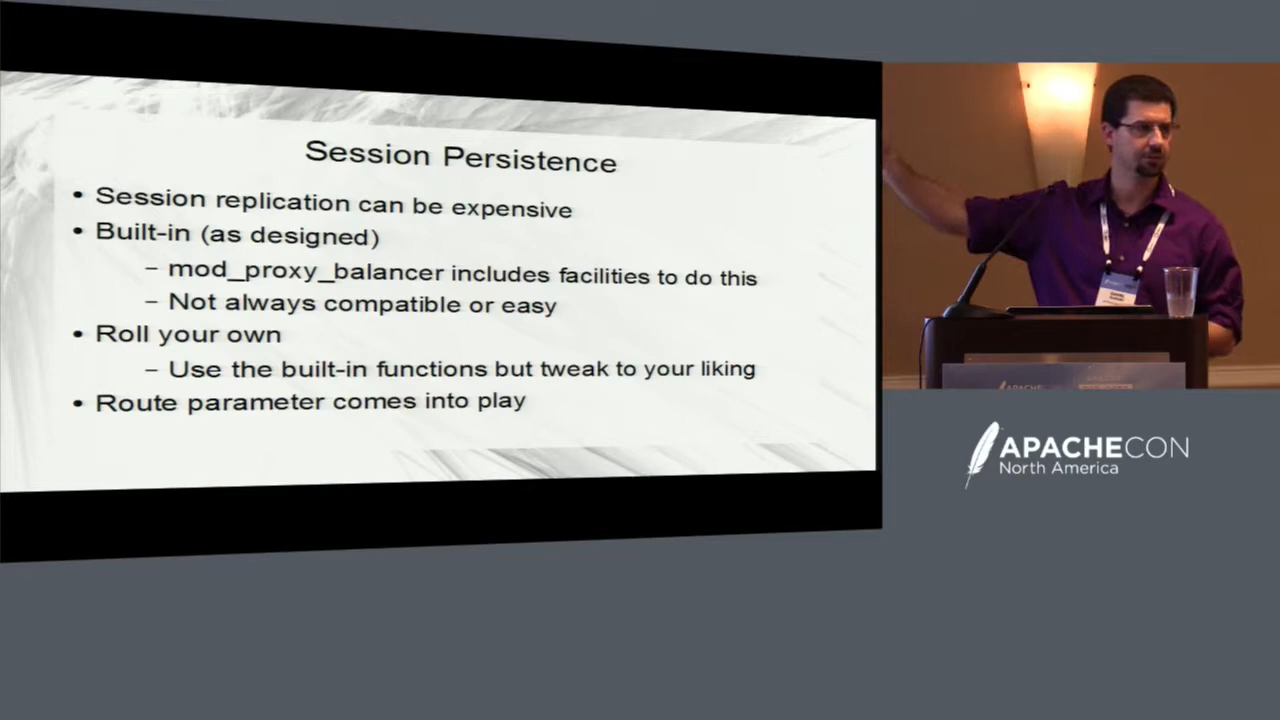 Session Persistence
• Session replication can be expensive
• Built-in (as designed)
– mod_proxy_balancer includes facilities to do this
– Not always compatible or easy
• Roll your own
– Use the built-in functions but tweak to your liking
• Route parameter comes into play
APACHECON
North America